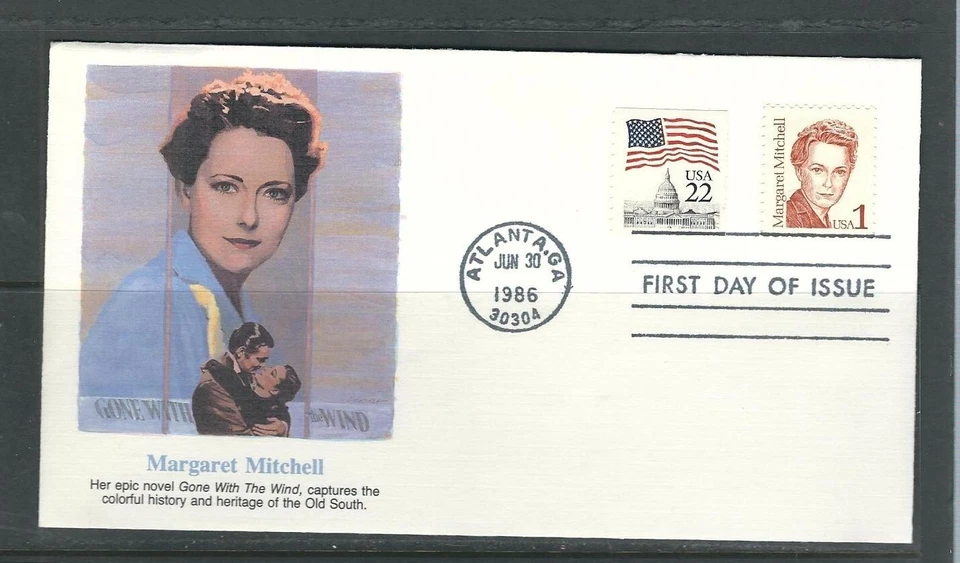 GONE WITH
the WIND
Margaret Mitchell
Her epic novel Gone With The Wind, captures the
colorful history and heritage of the Old South.
ATLANTA, GA
JUN 30
1986
30304
USA
22
Margaret Mitchell
USA 1
FIRST DAY OF ISSUE